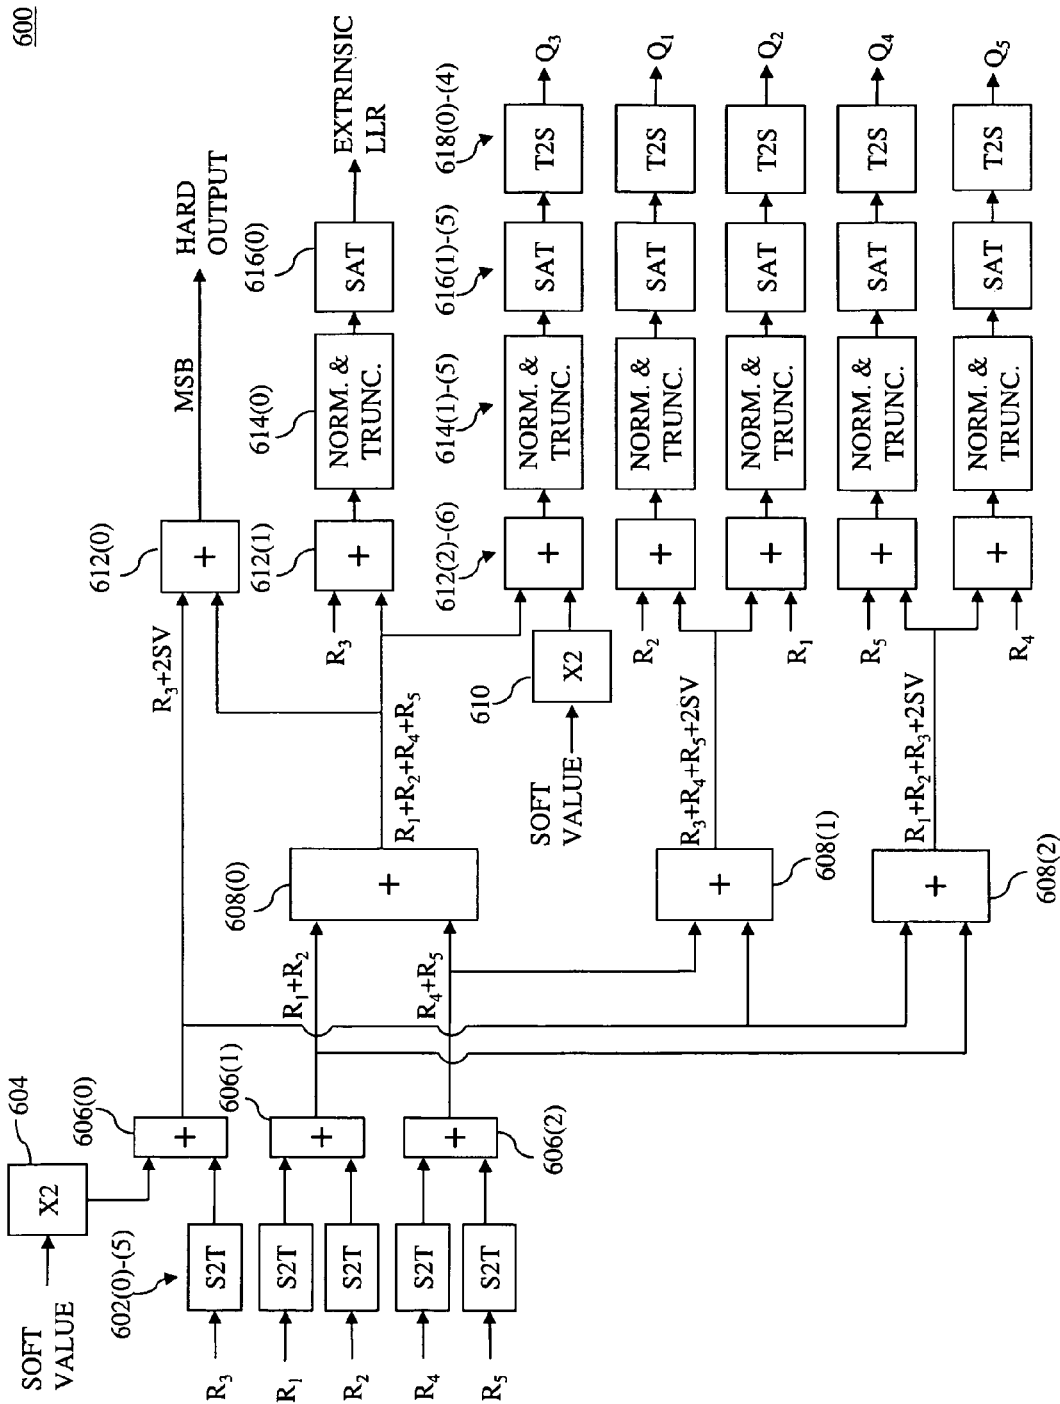 600
SOFT
VALUE
604
X2
606(0)
+
602(0)-(5)
R3
S2T
R1
S2T
R2
S2T
R4
S2T
R5
S2T
606(1)
+
606(2)
+
R1+R2
R4+R5
608(0)
+
R1+R2+R4+R5
608(1)
+
R3+R4+R5+2SV
608(2)
+
R1+R2+R3+2SV
R3+2SV
612(0)
+
MSB
HARD
OUTPUT
612(1)
R3
+
614(0)
NORM. &
TRUNC.
616(0)
SAT
EXTRINSIC
LLR
SOFT
VALUE
610
X2
612(2)-(6)
614(1)-(5)
616(1)-(5)
618(0)-(4)
+
NORM. &
TRUNC.
SAT
T2S
Q3
R2
+
NORM. &
TRUNC.
SAT
T2S
Q1
R1
+
NORM. &
TRUNC.
SAT
T2S
Q2
R5
+
NORM. &
TRUNC.
SAT
T2S
Q4
R4
+
NORM. &
TRUNC.
SAT
T2S
Q5